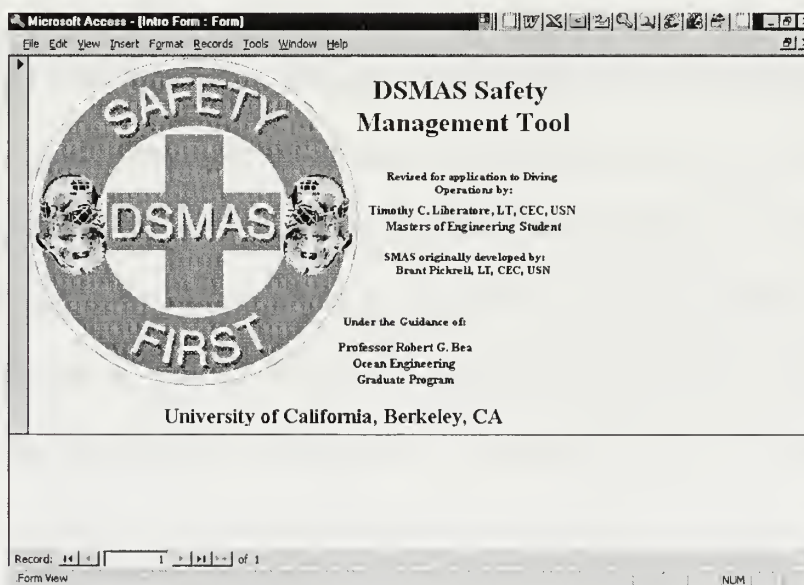 Microsoft Access - [Intro Form : Form]
File Edit View Insert Format Records Tools Window Help
SAFETY
DSMAS
FIRST
DSMAS Safety
Management Tool
Revised for application to Diving
Operations by:
Timothy C. Liberatore, LT, CEC, USN
Masters of Engineering Student
SMAS originally developed by:
Brant Pickrell, LT, CEC, USN
Under the Guidance of:
Professor Robert G. Bea
Ocean Engineering
Graduate Program
University of California, Berkeley, CA
Record: 1 of 1
Form View NUM